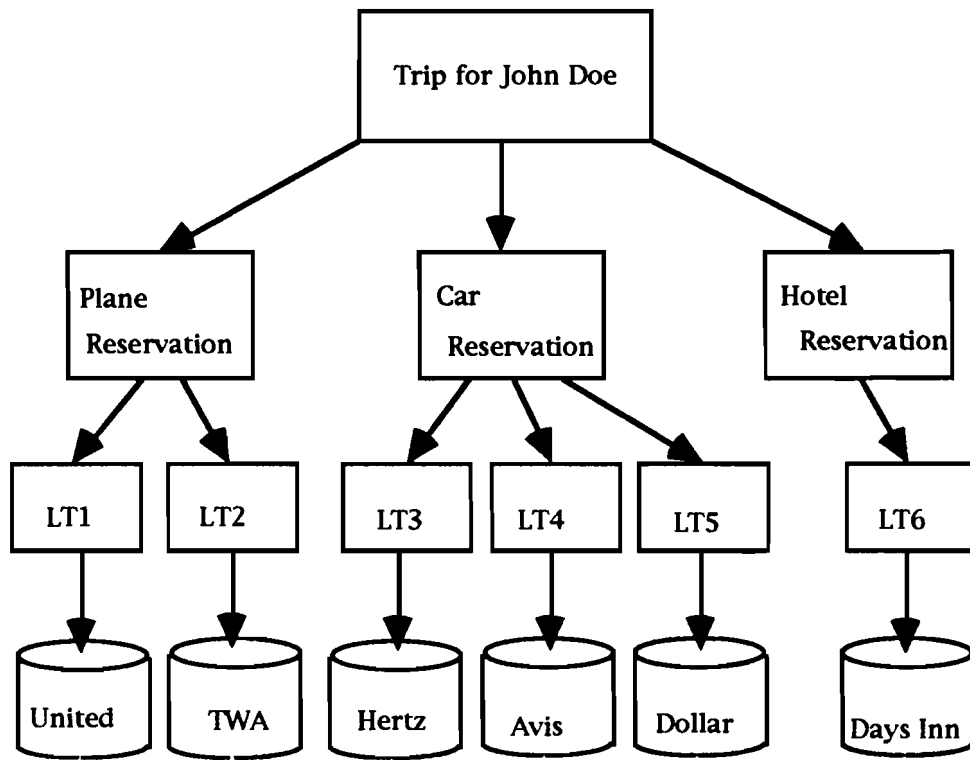 Trip for John Doe
Plane
Reservation
Car
Reservation
Hotel
Reservation
LT1
LT2
LT3
LT4
LT5
LT6
United
TWA
Hertz
Avis
Dollar
Days Inn